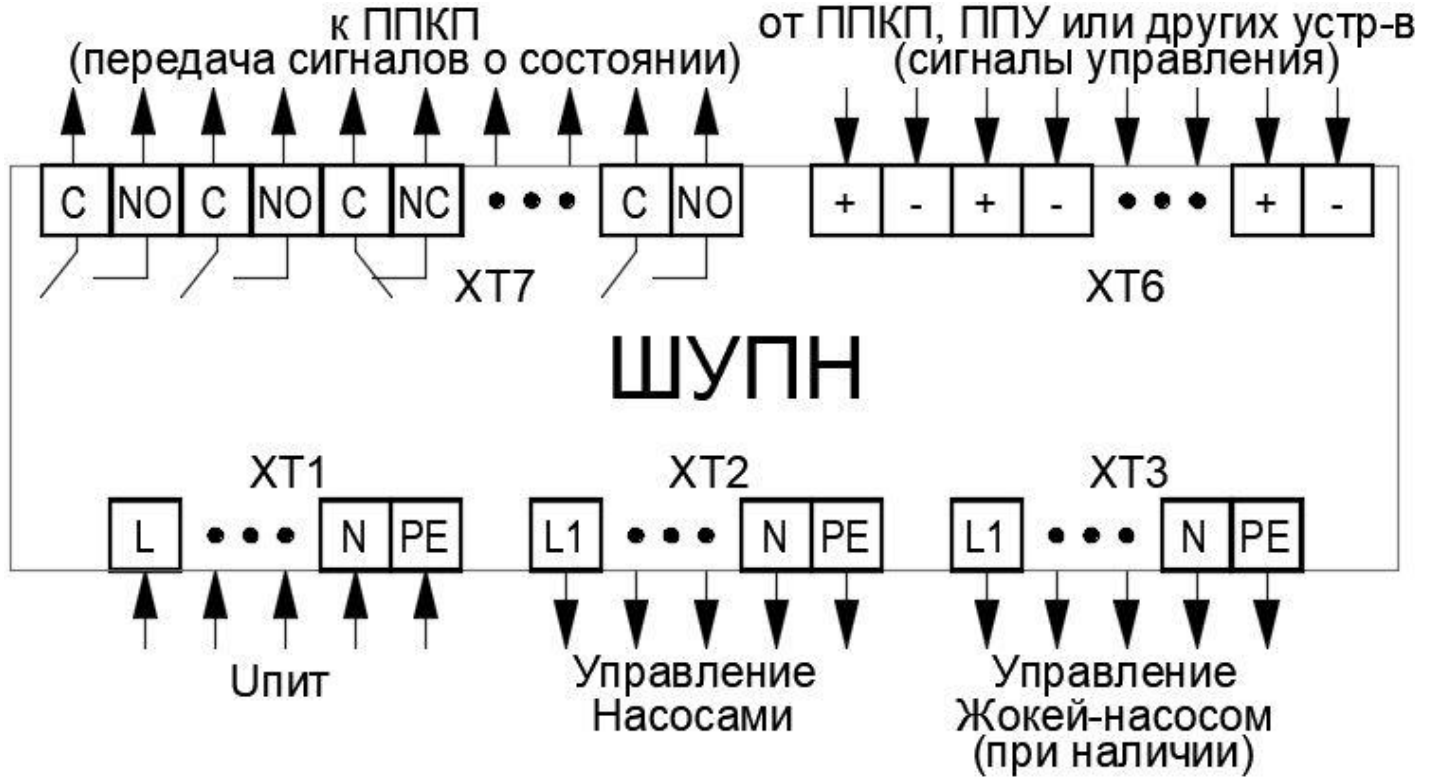 к ППКП
(передача сигналов о состоянии)
от ППКП, ППУ или других устр-в
(сигналы управления)
C NO C NO C NC ••• C NO
+ - + - ••• + -
XT7
XT6
ШУПН
XT1
XT2
XT3
L ••• N PE
L1 ••• N PE
L1 ••• N PE
Uпит
Управление
Насосами
Управление
Жокей-насосом
(при наличии)